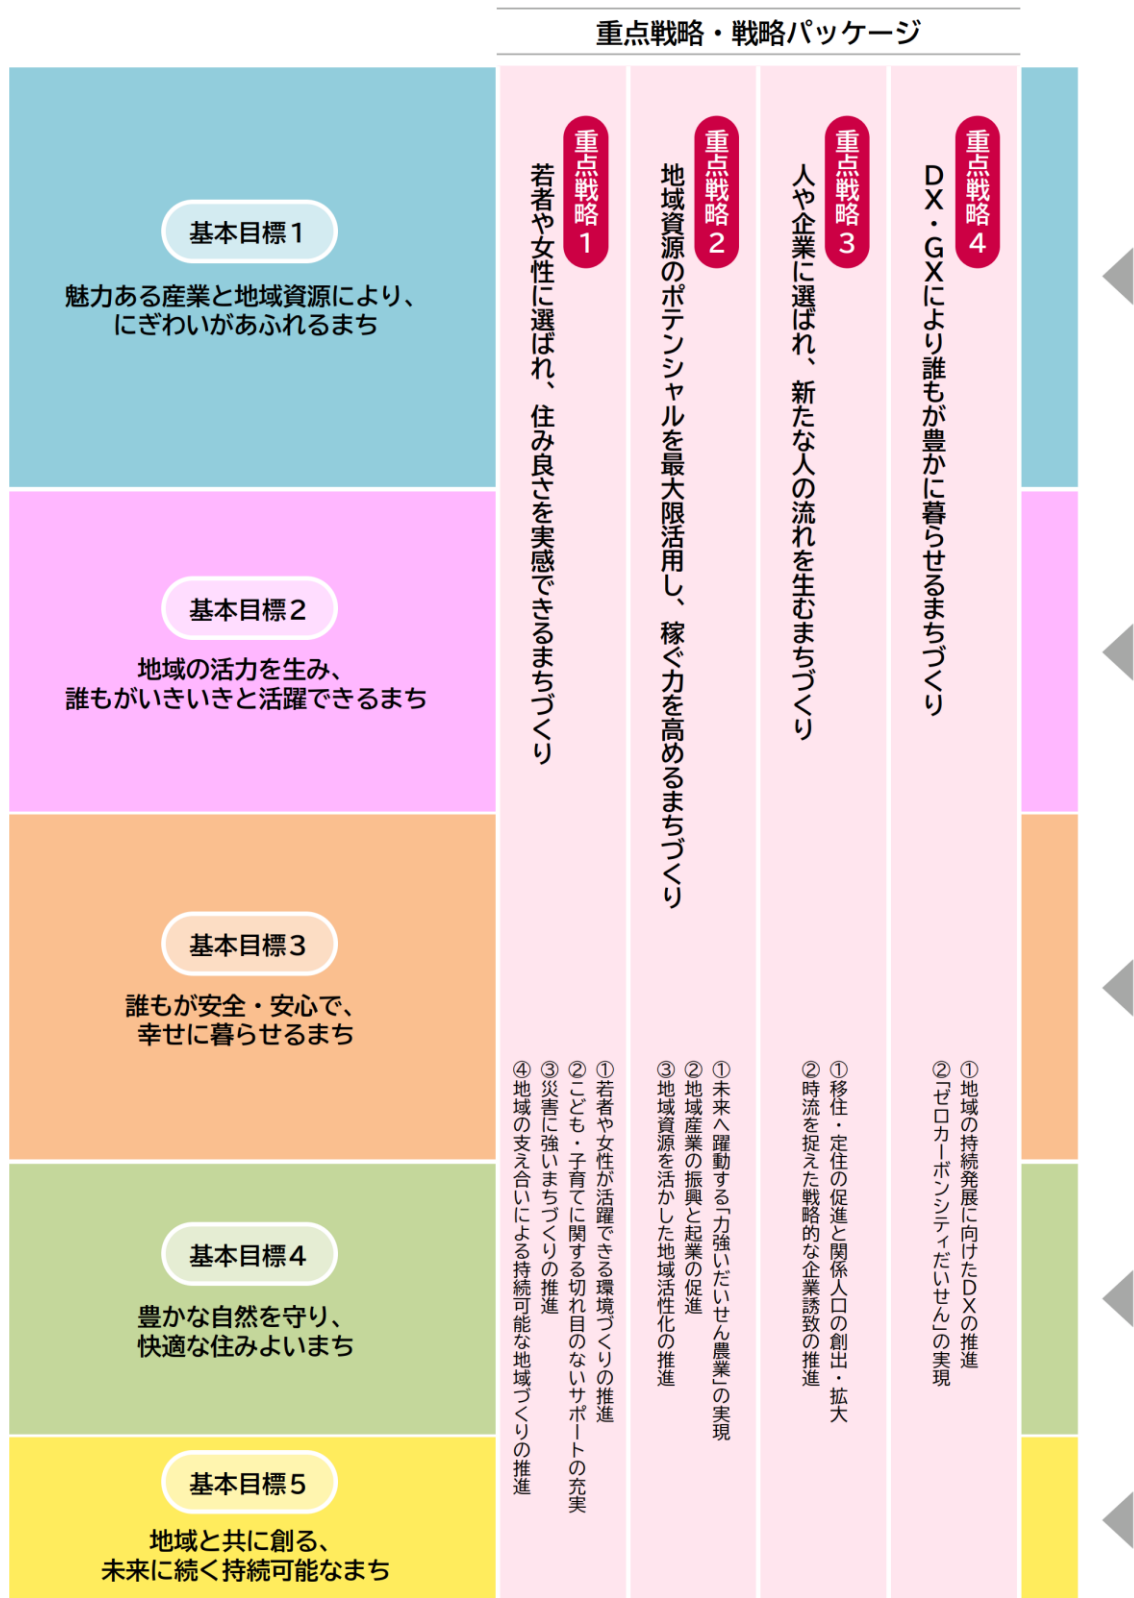 重点戦略・戦略パッケージ
基本目標１
魅力ある産業と地域資源により、
にぎわいがあふれるまち
基本目標２
地域の活力を生み、
誰もがいきいきと活躍できるまち
基本目標３
誰もが安全・安心で、
幸せに暮らせるまち
基本目標４
豊かな自然を守り、
快適な住みよいまち
基本目標５
地域と共に創る、
未来に続く持続可能なまち
重点戦略１
若者や女性に選ばれ、住み良さを実感できるまちづくり
①若者や女性が活躍できる環境づくりの推進
②こども・子育てに関する切れ目のないサポートの充実
③災害に強いまちづくりの推進
④地域の支え合いによる持続可能な地域づくりの推進
重点戦略２
地域資源のポテンシャルを最大限活用し、稼ぐ力を高めるまちづくり
①未来へ躍動する「力強いだいせん農業」の実現
②地域産業の振興と起業の促進
③地域資源を活かした地域活性化の推進
重点戦略３
人や企業に選ばれ、新たな人の流れを生むまちづくり
①移住・定住の促進と関係人口の創出・拡大
②時流を捉えた戦略的な企業誘致の推進
重点戦略４
ＤＸ・ＧＸにより誰もが豊かに暮らせるまちづくり
①地域の持続発展に向けたＤＸの推進
②「ゼロカーボンシティだいせん」の実現